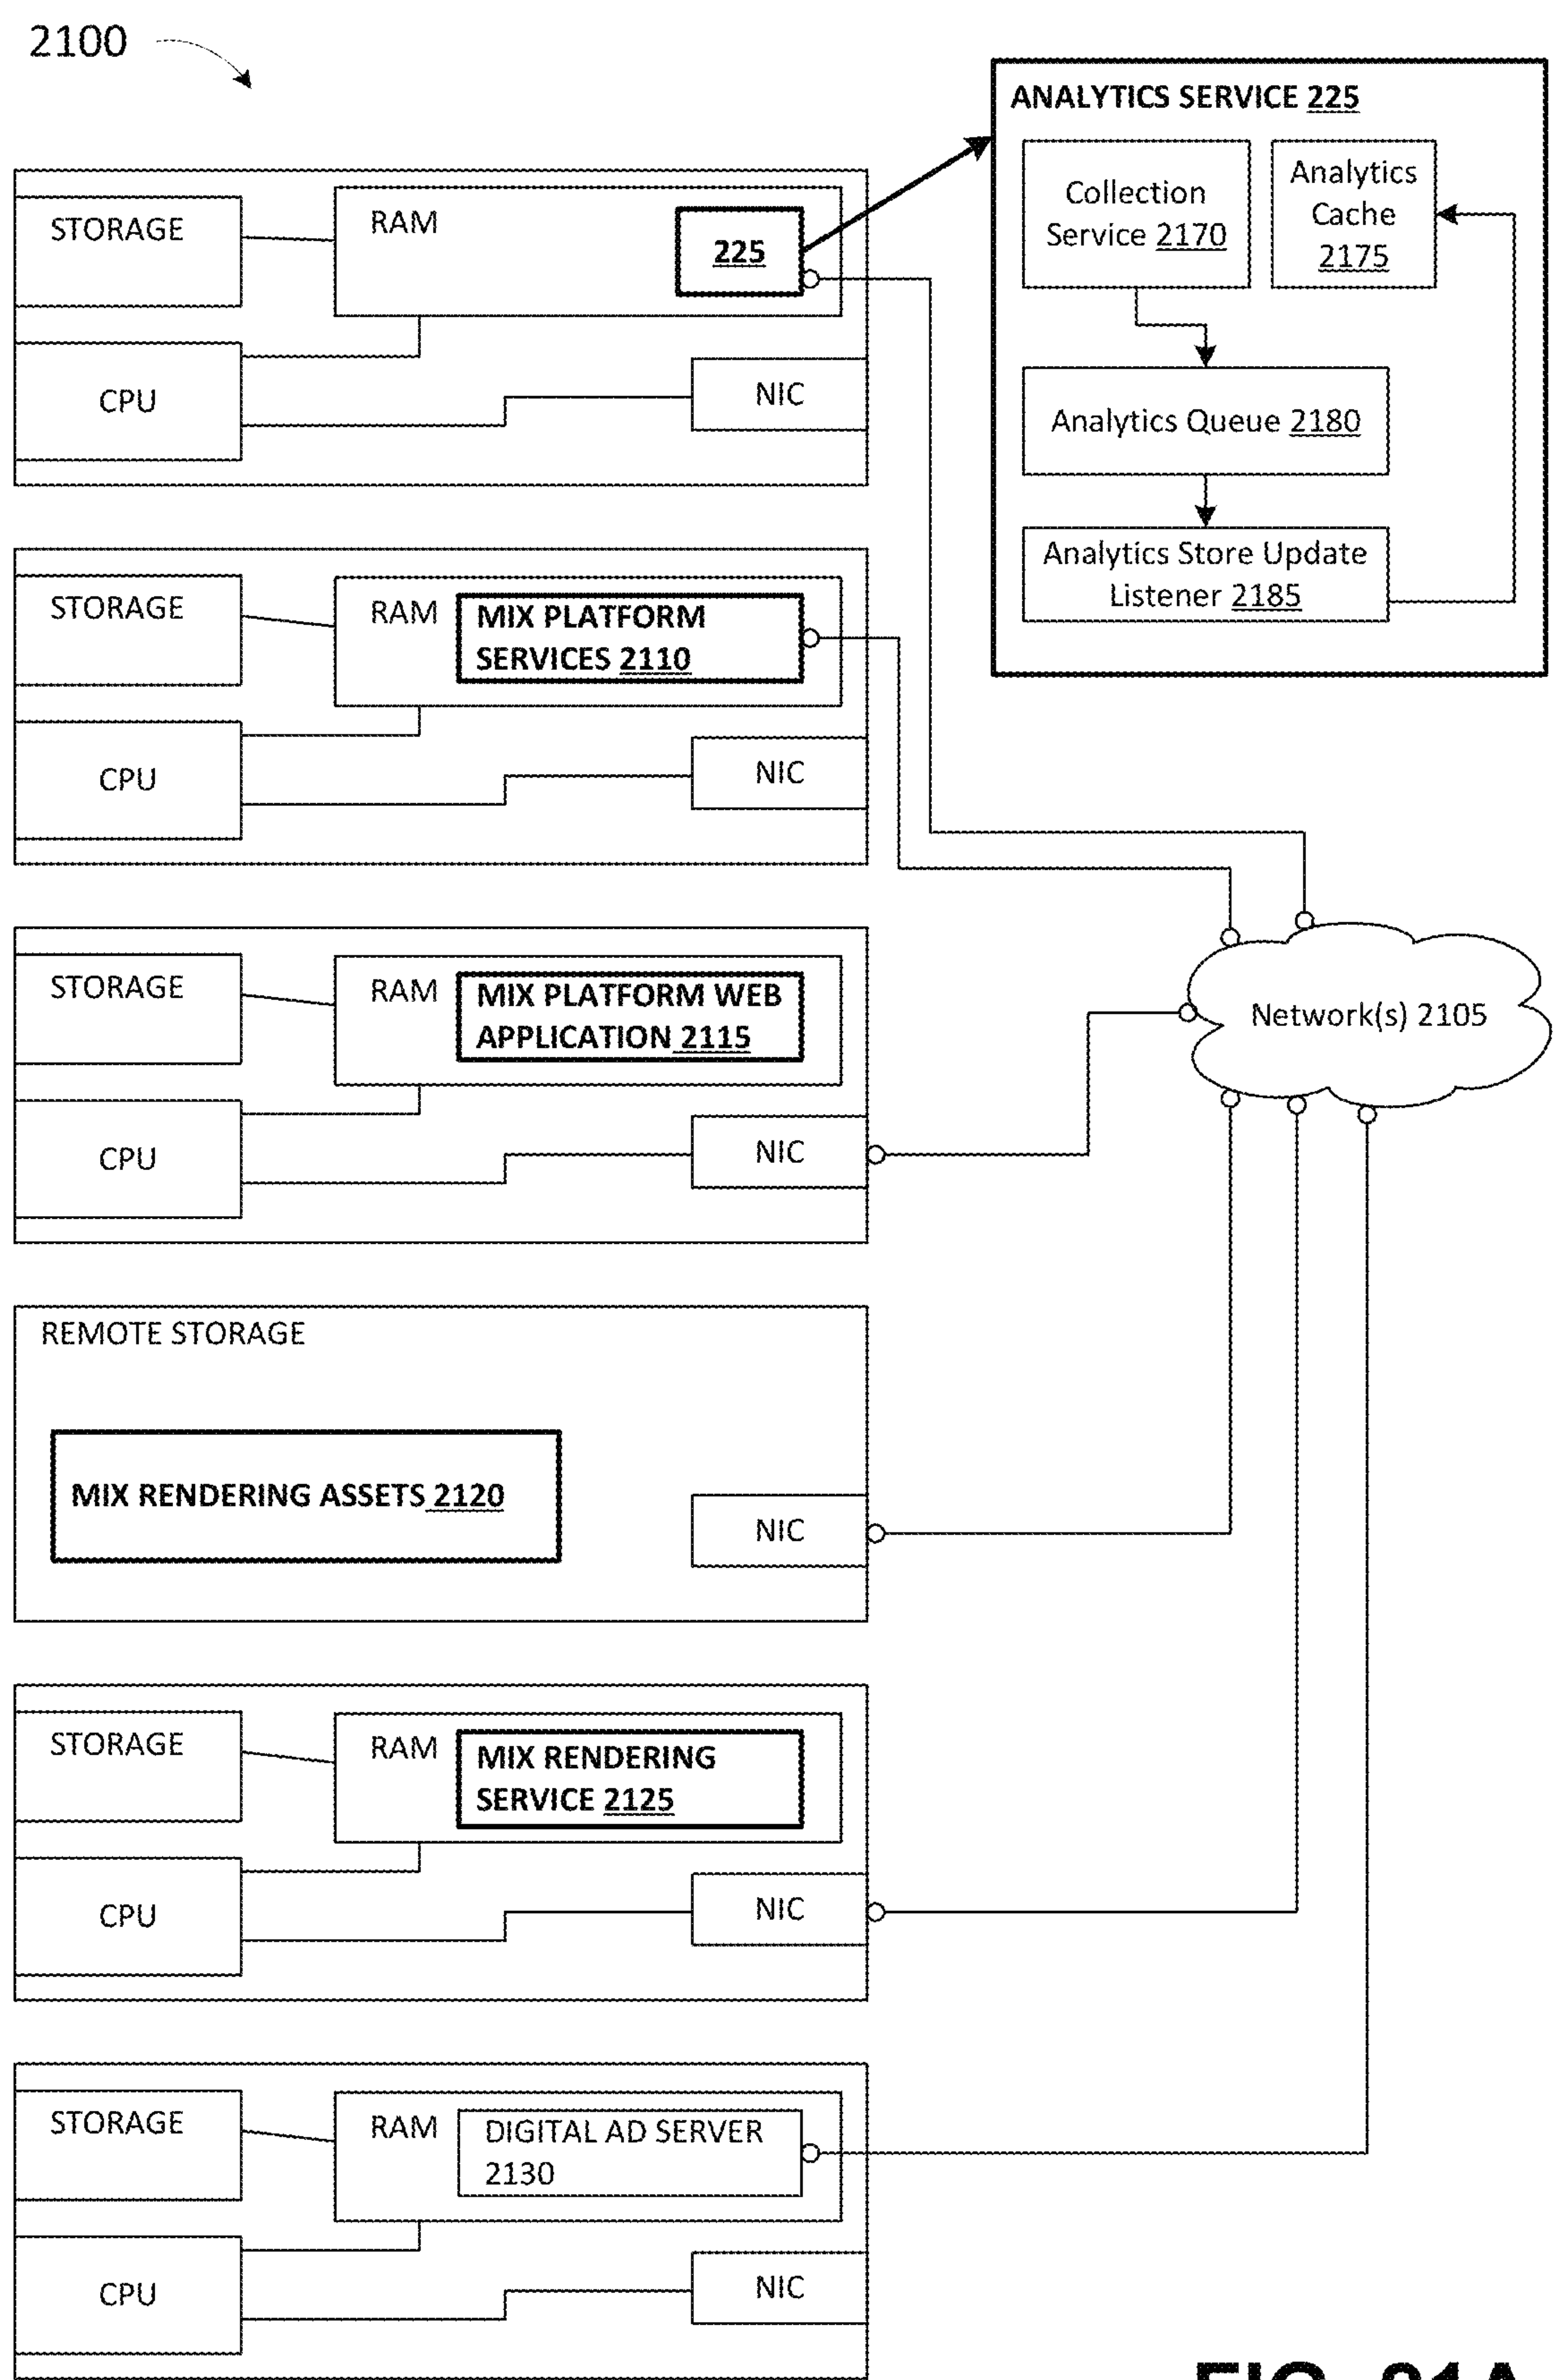 2100
ANALYTICS SERVICE 225
Collection
Service 2170
Analytics
Cache
2175
Analytics Queue 2180
Analytics Store Update
Listener 2185
STORAGE
RAM
225
CPU
NIC
STORAGE
RAM
MIX PLATFORM
SERVICES 2110
CPU
NIC
STORAGE
RAM
MIX PLATFORM WEB
APPLICATION 2115
CPU
NIC
Network(s) 2105
REMOTE STORAGE
MIX RENDERING ASSETS 2120
NIC
STORAGE
RAM
MIX RENDERING
SERVICE 2125
CPU
NIC
STORAGE
RAM
DIGITAL AD SERVER
2130
CPU
NIC
FIG. 21A